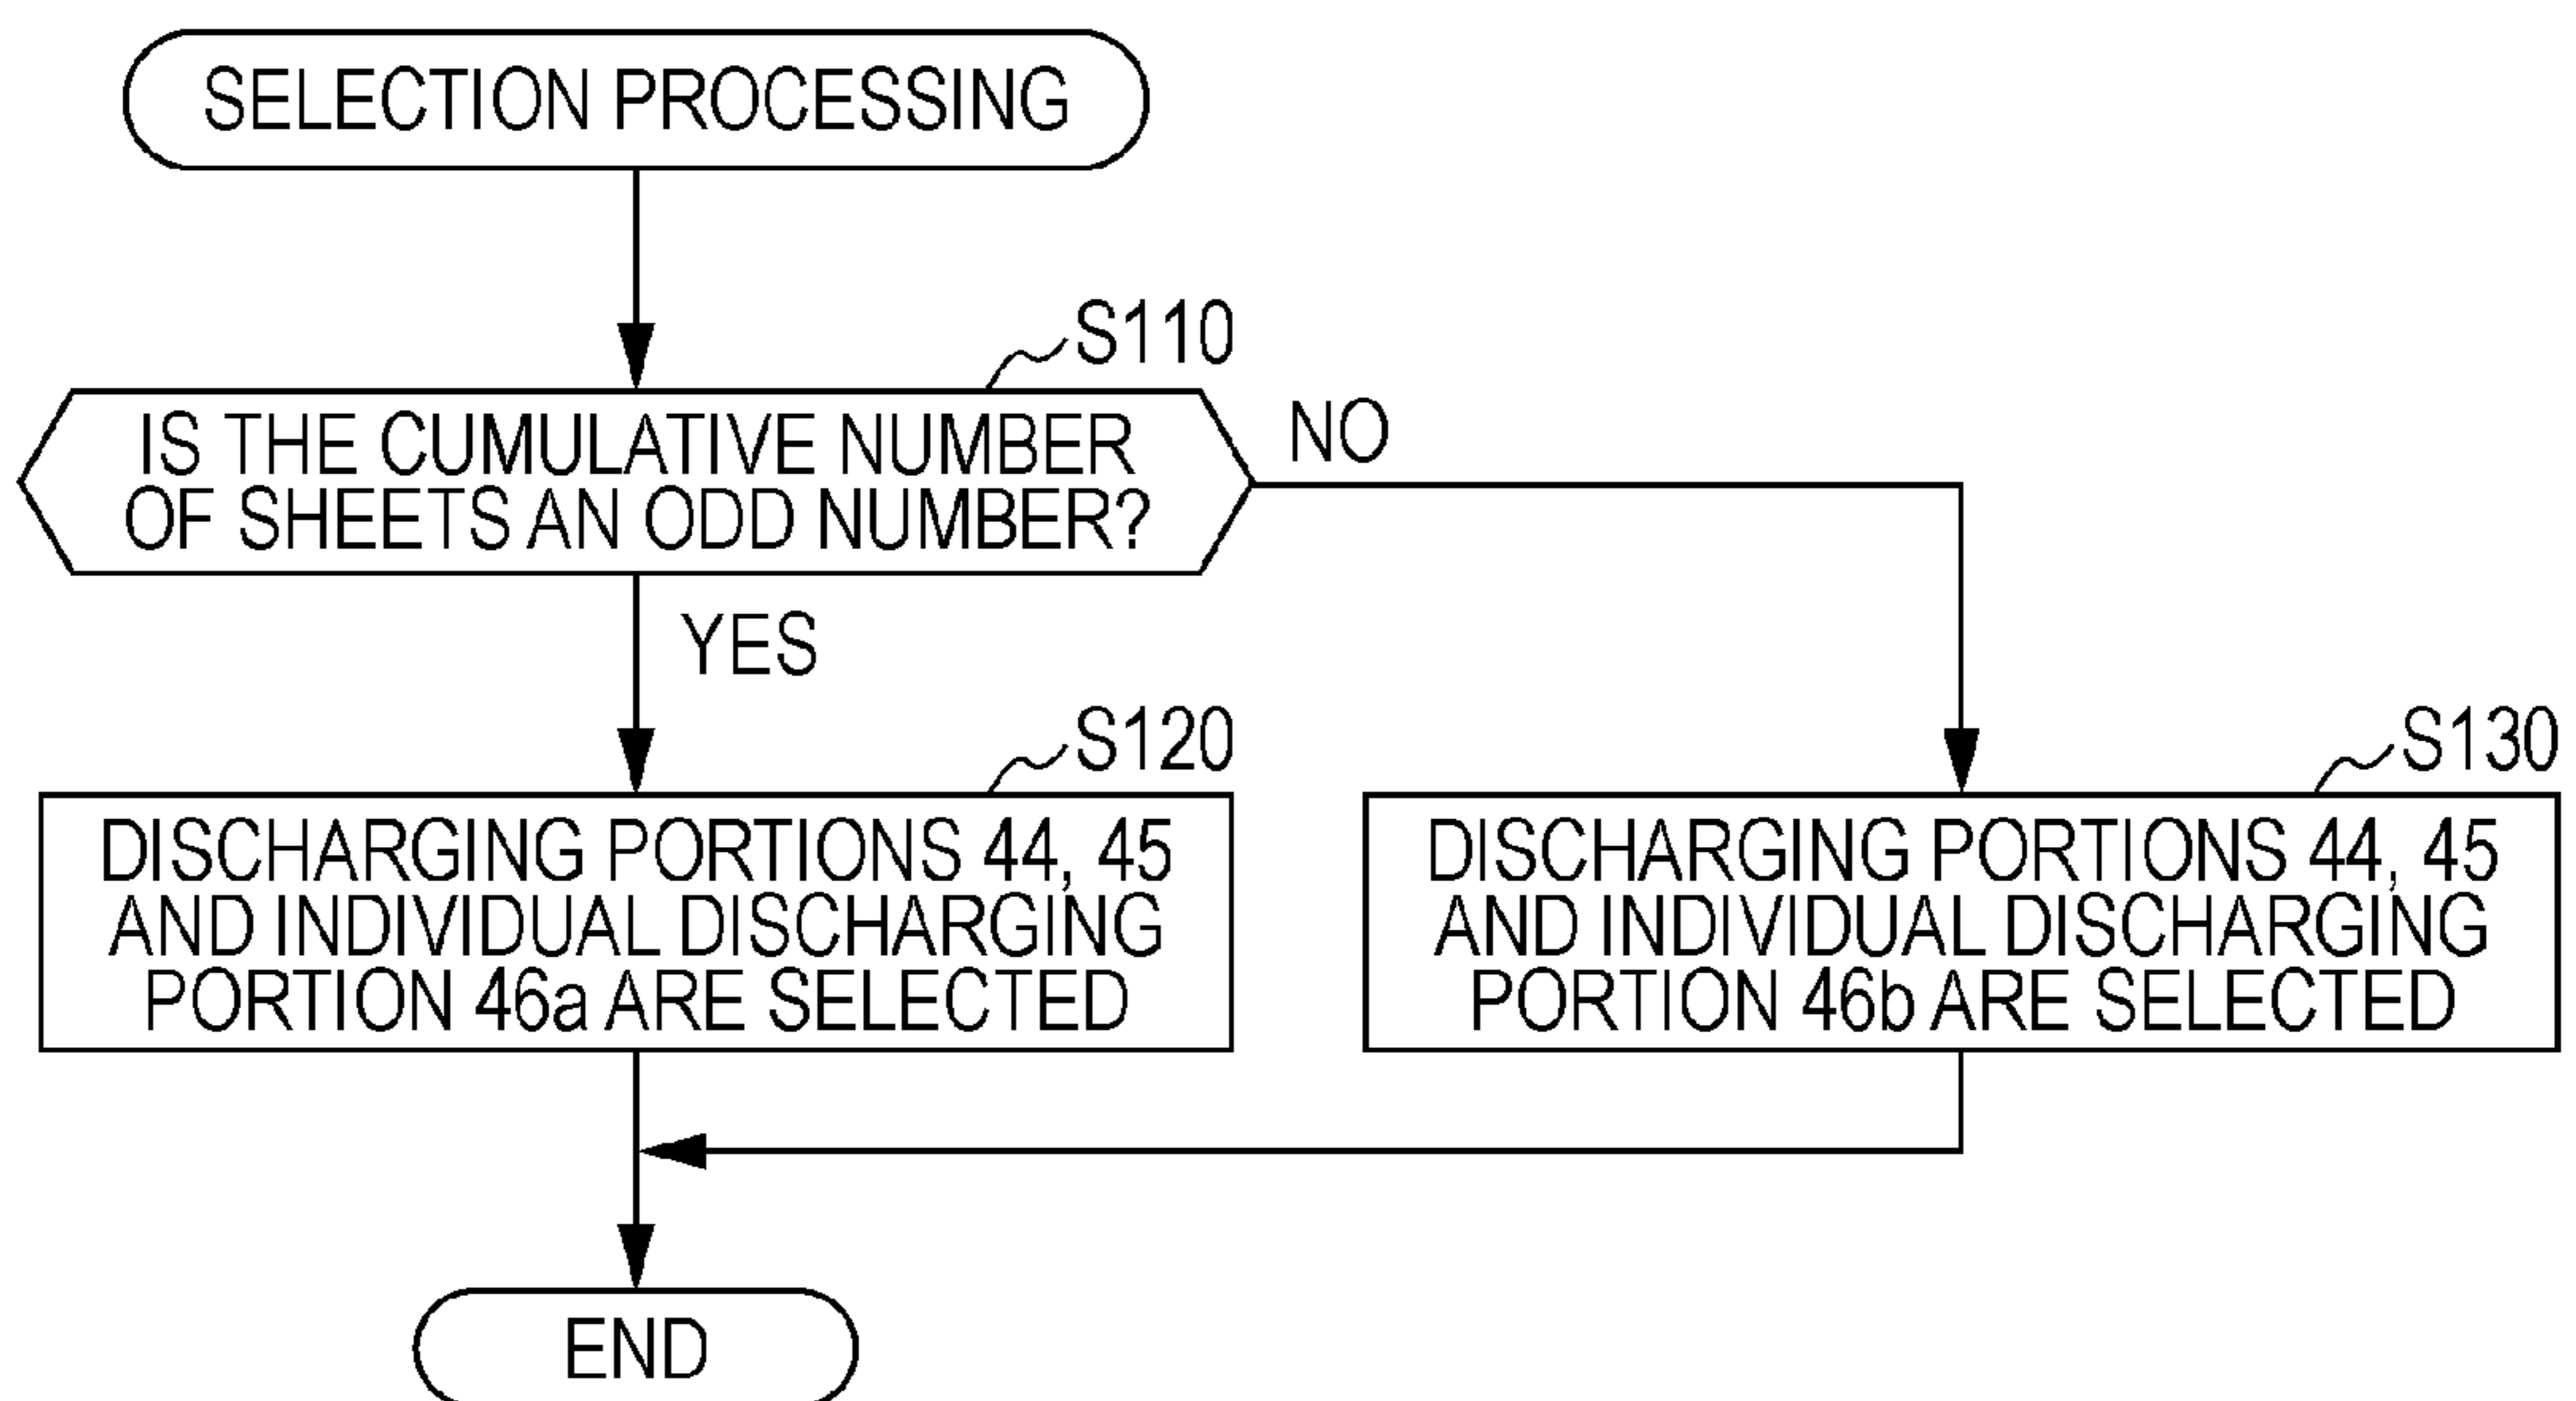 SELECTION PROCESSING
S110
IS THE CUMULATIVE NUMBER
OF SHEETS AN ODD NUMBER?
NO
YES
S120
DISCHARGING PORTIONS 44, 45
AND INDIVIDUAL DISCHARGING
PORTION 46a ARE SELECTED
S130
DISCHARGING PORTIONS 44, 45
AND INDIVIDUAL DISCHARGING
PORTION 46b ARE SELECTED
END